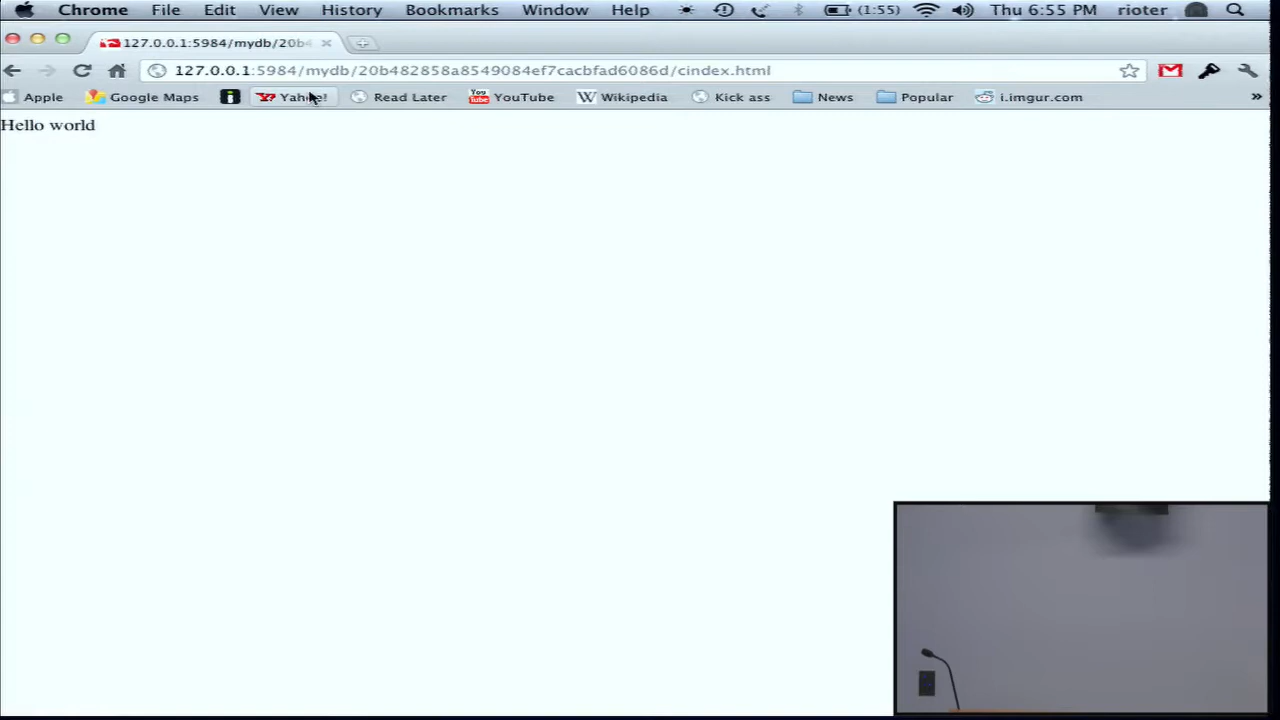 Chrome File Edit View History Bookmarks Window Help (1:55) Thu 6:55 PM rioter
127.0.0.1:5984/mydb/20b4
127.0.0.1:5984/mydb/20b482858a8549084ef7cacbfad6086d/cindex.html
Apple Google Maps Yahoo! Read Later You Tube YouTube W Wikipedia Kick ass News Popular i.imgur.com »
Hello world